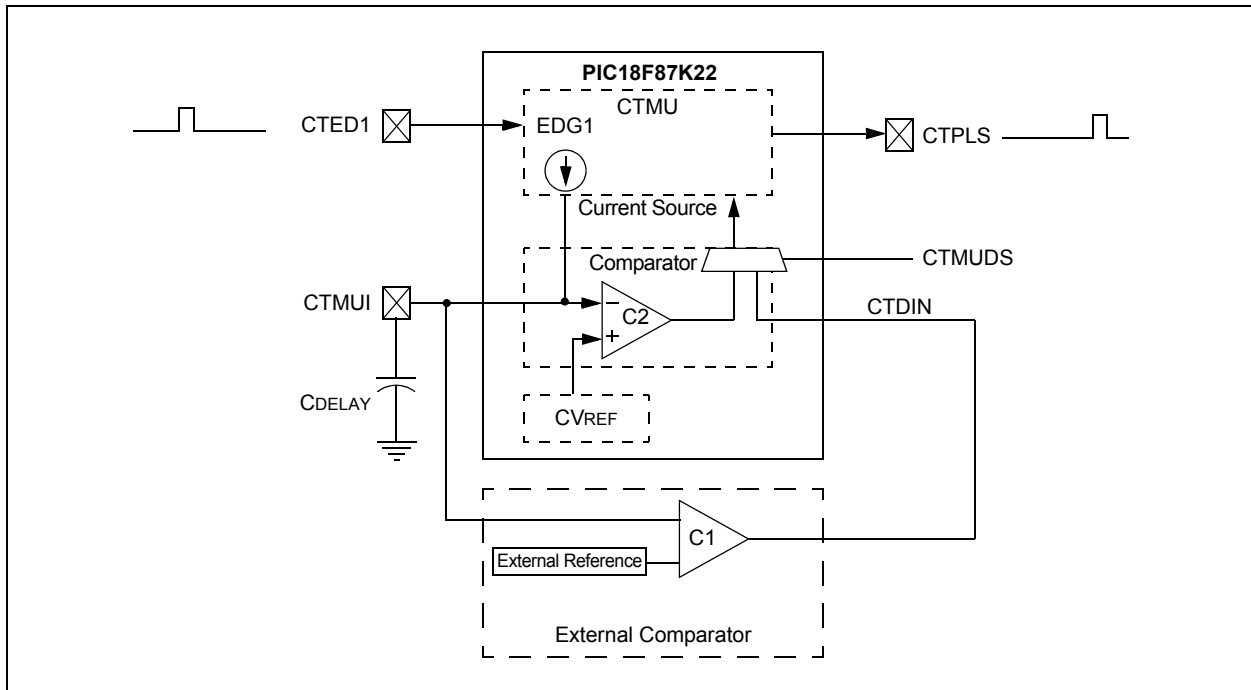 PIC18F87K22
CTMU
CTED1
EDG1
CTPLS
Current Source
Comparator
CTMUDS
CTMUI
−
C2
+
CTDIN
CDELAY
CVREF
C1
External Reference
External Comparator